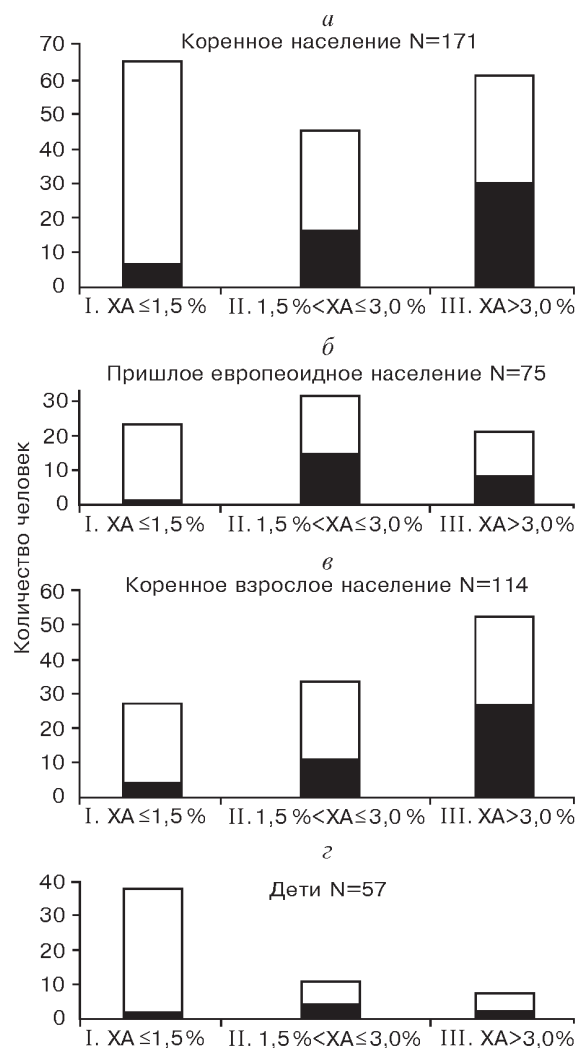 а
Коренное население N=171
70
60
50
40
30
20
10
0
I. ХА≤1,5 % II. 1,5 %<ХА≤3,0 % III. ХА>3,0 %
б
Пришлое европеоидное население N=75
30
20
10
0
I. ХА≤1,5 % II. 1,5 %<ХА≤3,0 % III. ХА>3,0 %
Количество человек
в
Коренное взрослое население N=114
60
50
40
30
20
10
0
I. ХА≤1,5 % II. 1,5 %<ХА≤3,0 % III. ХА>3,0 %
г
Дети N=57
40
30
20
10
0
I. ХА≤1,5 % II. 1,5%<ХА≤3,0% III. ХА>3,0 %